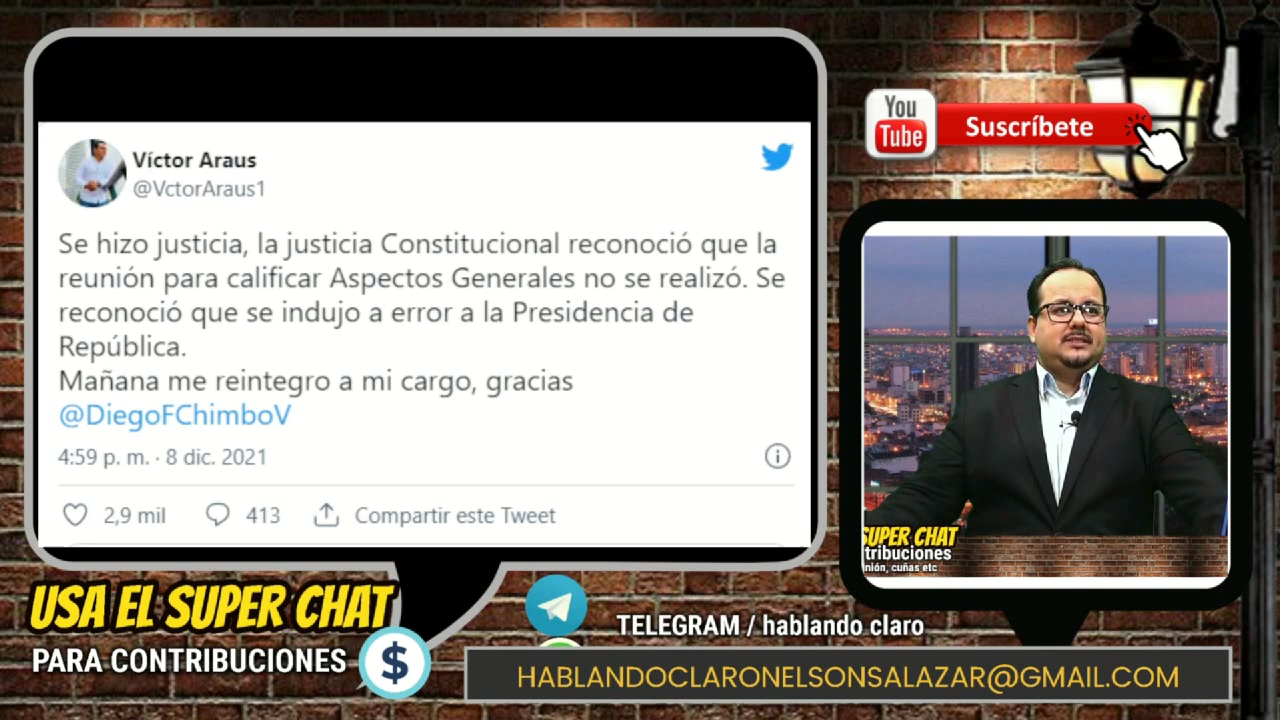 Víctor Araus
@VctorAraus1
Se hizo justicia, la justicia Constitucional reconoció que la
reunión para calificar Aspectos Generales no se realizó. Se
reconoció que se indujo a error a la Presidencia de
República.
Mañana me reintegro a mi cargo, gracias
@DiegoFChimboV
4:59 p. m. · 8 dic. 2021
2,9 mil
413
Compartir este Tweet
You
Tube
Suscríbete
SUPER CHAT
tribuciones
nión, cuñas etc
USA EL SUPER CHAT
PARA CONTRIBUCIONES
$
TELEGRAM / hablando claro
HABLANDOCLARONELSONSALAZAR@GMAIL.COM